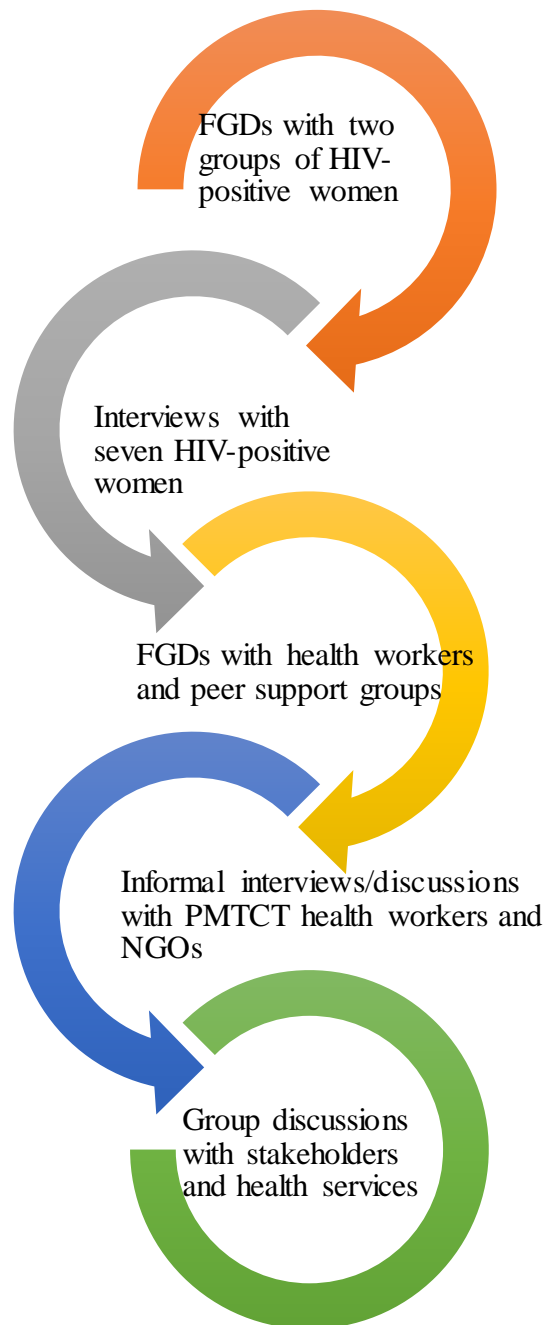 FGDs with two
groups of HIV-
positive women
Interviews with
seven HIV-positive
women
FGDs with health workers
and peer support groups
Informal interviews/discussions
with PMTCT health workers and
NGOs
Group discussions
with stakeholders
and health services